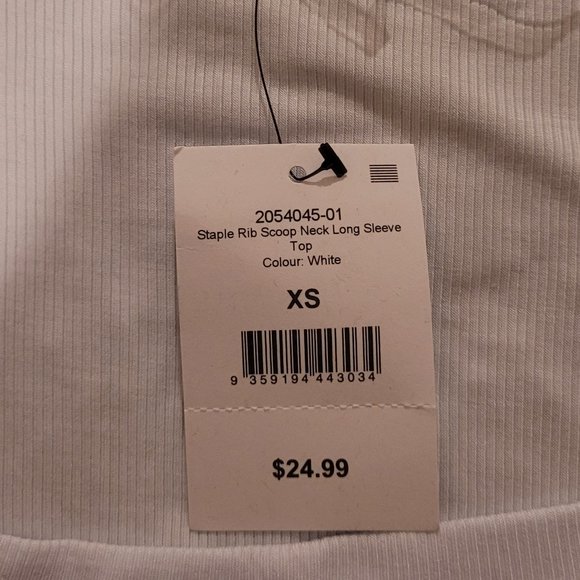 2054045-01
Staple Rib Scoop Neck Long Sleeve
Top
Colour: White
XS
9 359194 443034
$24.99